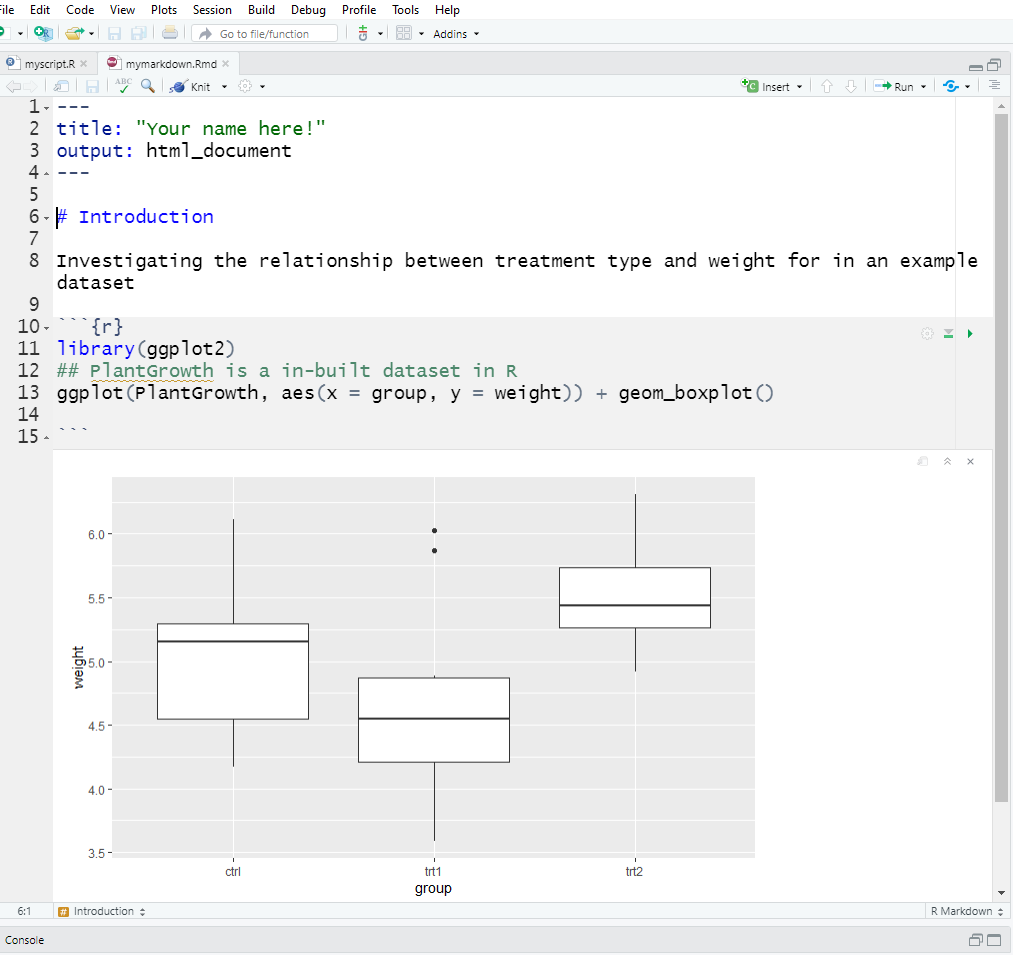 ile Edit Code View Plots Session Build Debug Profile Tools Help
Go to file/function Addins
myscript.R mymarkdown.Rmd
ABC Knit Insert Run
1 ---
2 title: "Your name here!"
3 output: html_document
4 ---
5
6 # Introduction
7
8 Investigating the relationship between treatment type and weight for in an example
dataset
9
10 ```{r}
11 library(ggplot2)
12 ## PlantGrowth is a in-built dataset in R
13 ggplot(PlantGrowth, aes(x = group, y = weight)) + geom_boxplot()
14
15 ```
6.0
5.5
5.0
4.5
4.0
3.5
weight
ctrl trt1 trt2
group
6:1 # Introduction R Markdown
Console